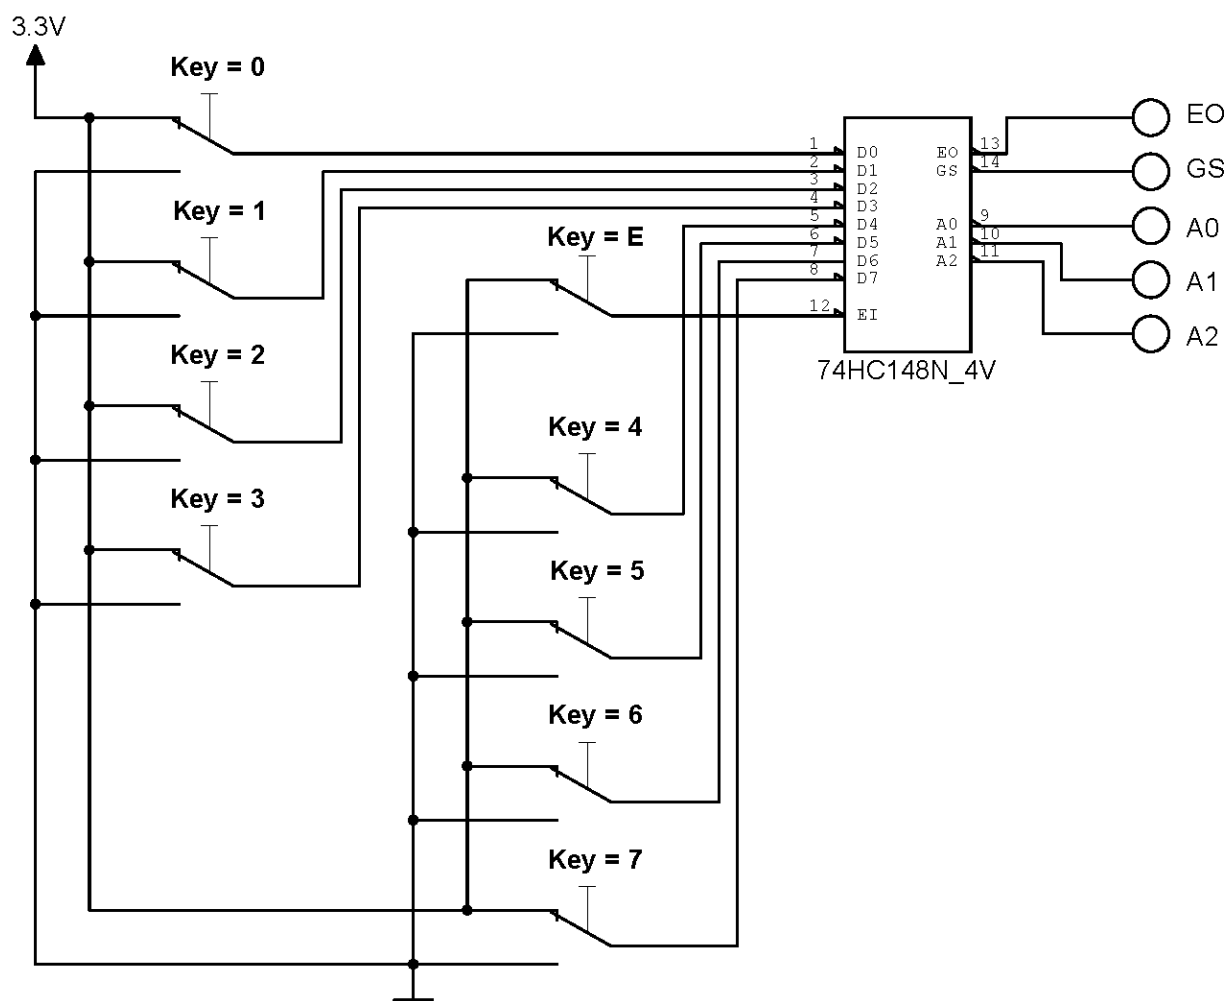 3.3V
Key = 0
Key = 1
Key = 2
Key = 3
Key = E
Key = 4
Key = 5
Key = 6
Key = 7
1 D0
2 D1
3 D2
4 D3
5 D4
6 D5
7 D6
8 D7
12 EI
EO 13
GS 14
A0 9
A1 10
A2 11
74HC148N_4V
EO
GS
A0
A1
A2